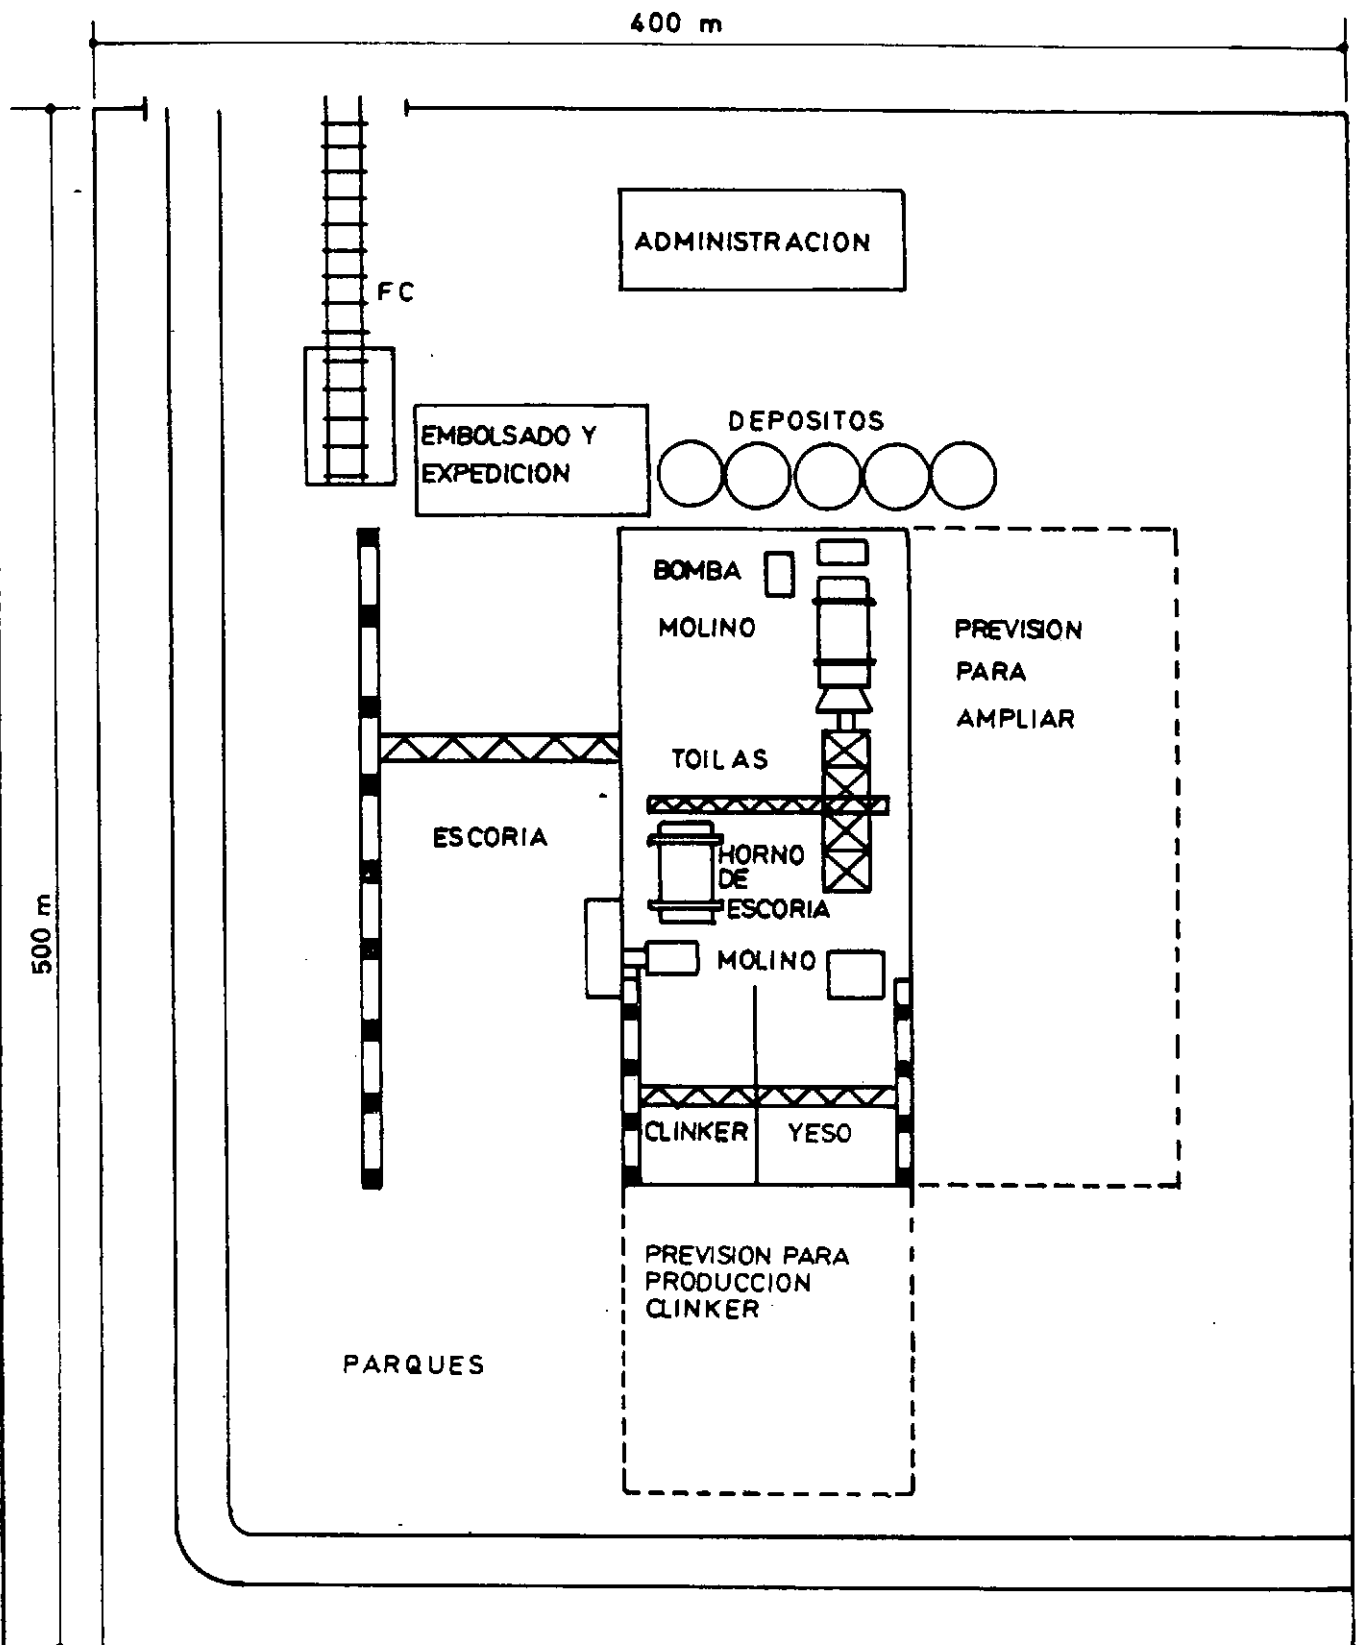 400 m
ADMINISTRACION
FC
DEPOSITOS
EMBOLSADO Y
EXPEDICION
BOMBA
MOLINO
PREVISION
PARA
AMPLIAR
TOILAS
ESCORIA
HORNO
DE
ESCORIA
500 m
MOLINO
CLINKER
YESO
PREVISION PARA
PRODUCCION
CLINKER
PARQUES